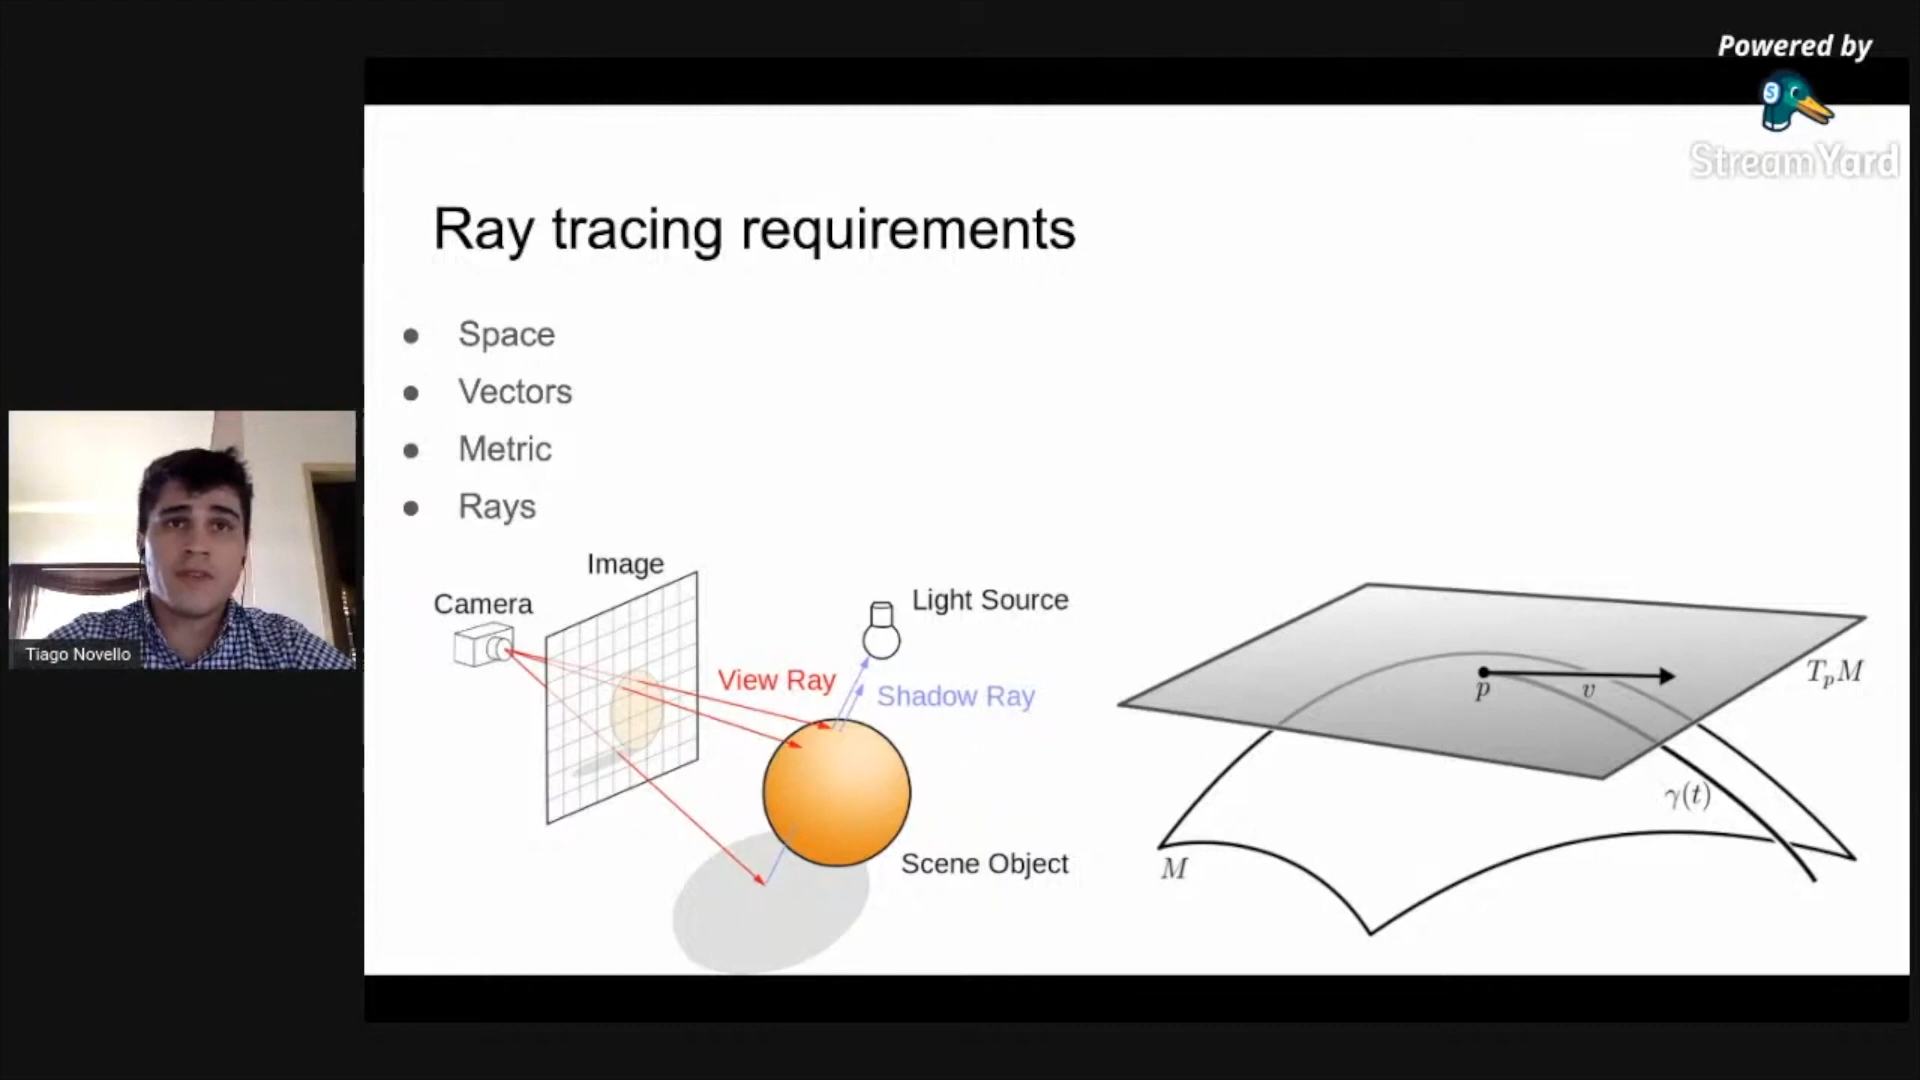 Powered by
StreamYard
Ray tracing requirements
● Space
● Vectors
● Metric
● Rays
Image
Camera
Light Source
View Ray
Shadow Ray
Scene Object
p
v
TₚM
γ(t)
M
Tiago Novello